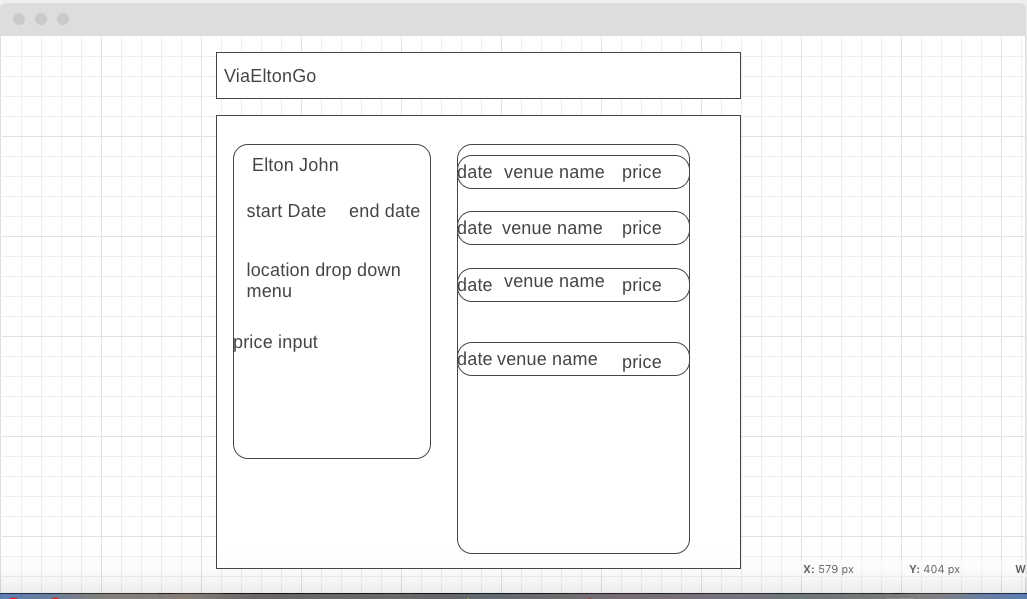 ViaEltonGo
Elton John
start Date end date
location drop down
menu
price input
date venue name price
date venue name price
date venue name price
date venue name price
X: 579 px Y: 404 px W